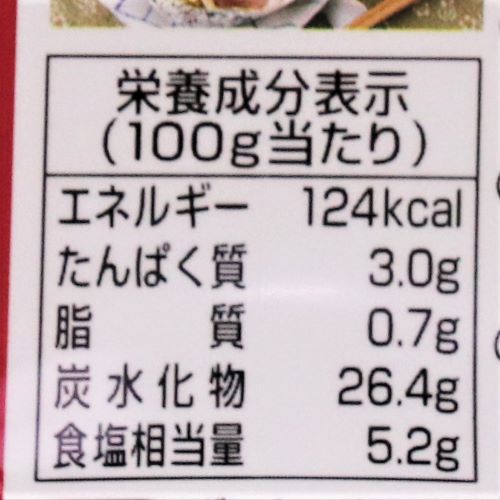 栄養成分表示
(100g当たり)
エネルギー 124kcal
たんぱく質 3.0g
脂質 0.7g
炭水化物 26.4g
食塩相当量 5.2g